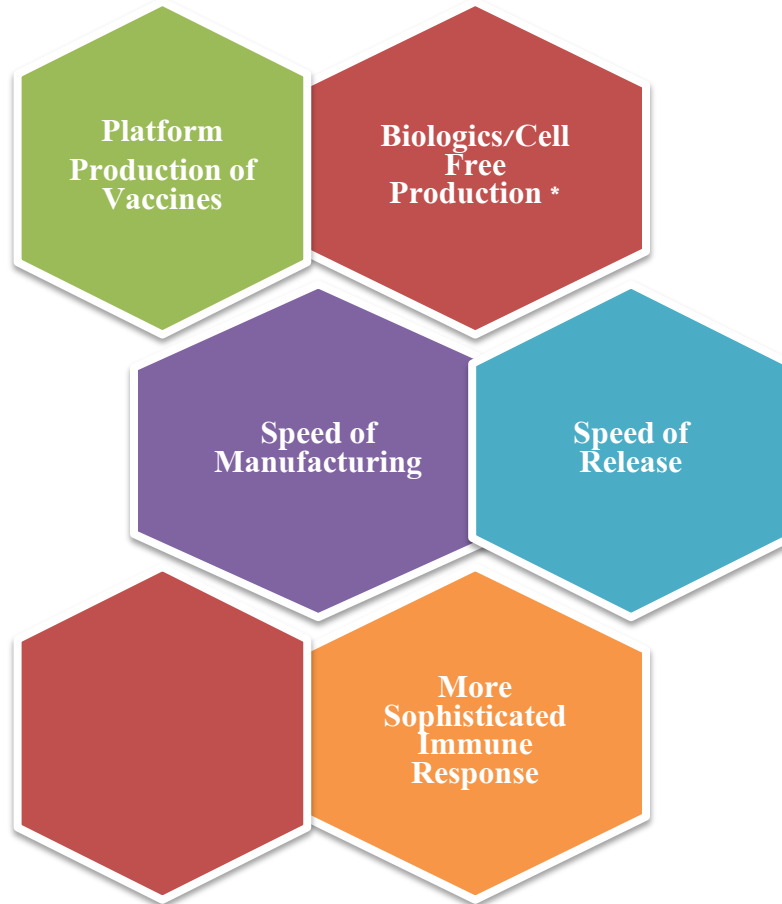 Platform
Production of
Vaccines
Biologics/Cell
Free
Production *
Speed of
Manufacturing
Speed of
Release
More
Sophisticated
Immune
Response